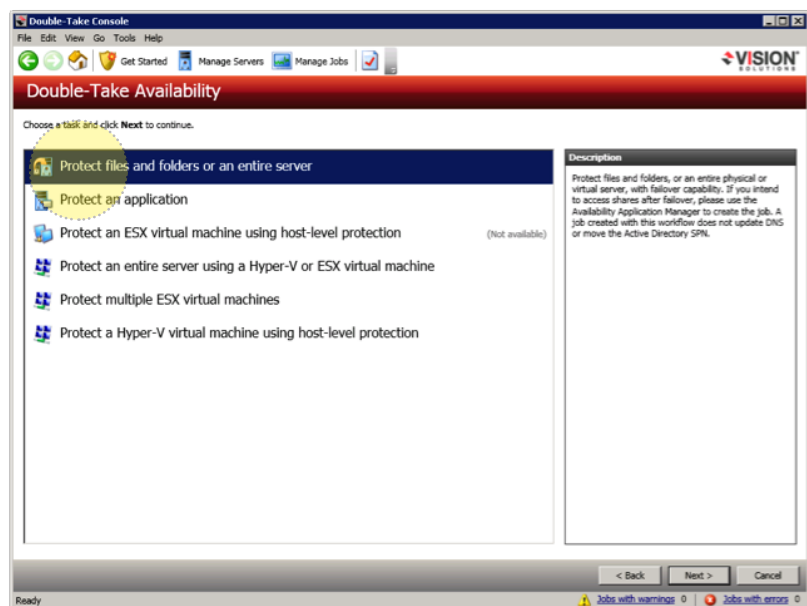 Double-Take Console
File Edit View Go Tools Help
Get Started Manage Servers Manage Jobs
VISION
SOLUTIONS
Double-Take Availability
Choose a task and click Next to continue.
Protect files and folders or an entire server
Protect an application
Protect an ESX virtual machine using host-level protection (Not available)
Protect an entire server using a Hyper-V or ESX virtual machine
Protect multiple ESX virtual machines
Protect a Hyper-V virtual machine using host-level protection
Description
Protect files and folders, or an entire physical or
virtual server, with failover capability. If you intend
to access shares after failover, please use the
Availability Application Manager to create the job. A
job created with this workflow does not update DNS
or move the Active Directory SPN.
< Back Next > Cancel
Ready Jobs with warnings 0 Jobs with errors 0